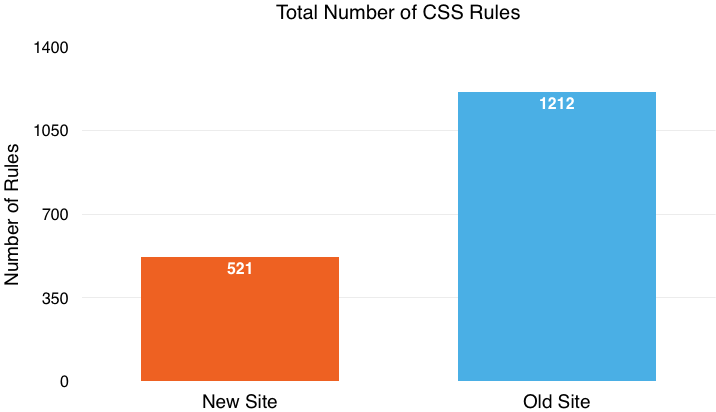 Total Number of CSS Rules
1400
1050
700
350
0
Number of Rules
521
1212
New Site
Old Site